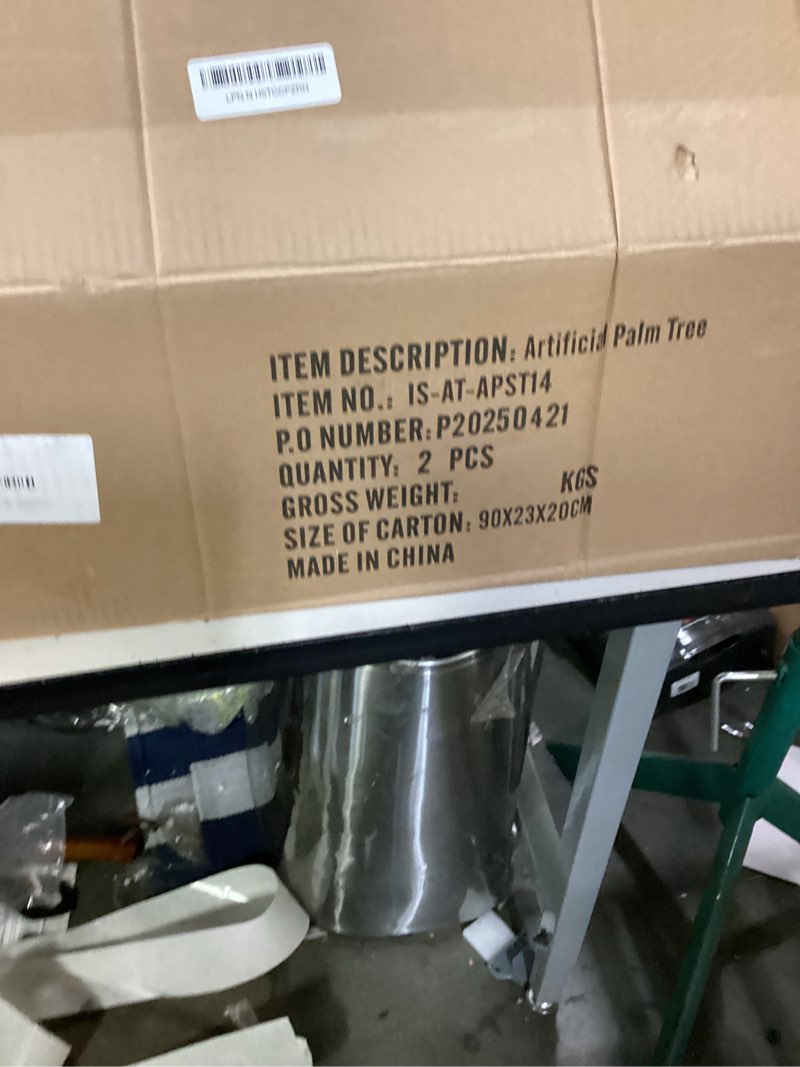 ITEM DESCRIPTION: Artificial Palm Tree
ITEM NO.: IS-AT-APST14
P.O NUMBER: P20250421
QUANTITY: 2 PCS
GROSS WEIGHT: KGS
SIZE OF CARTON: 90X23X20CM
MADE IN CHINA